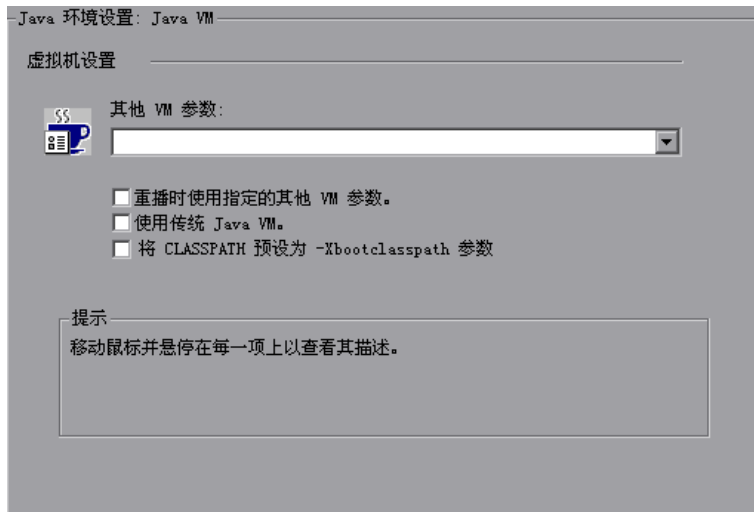 Java 环境设置: Java VM
虚拟机设置
其他 VM 参数:
重播时使用指定的其他 VM 参数。
使用传统 Java VM。
将 CLASSPATH 预设为 -Xbootclasspath 参数
提示
移动鼠标并悬停在每一项上以查看其描述。